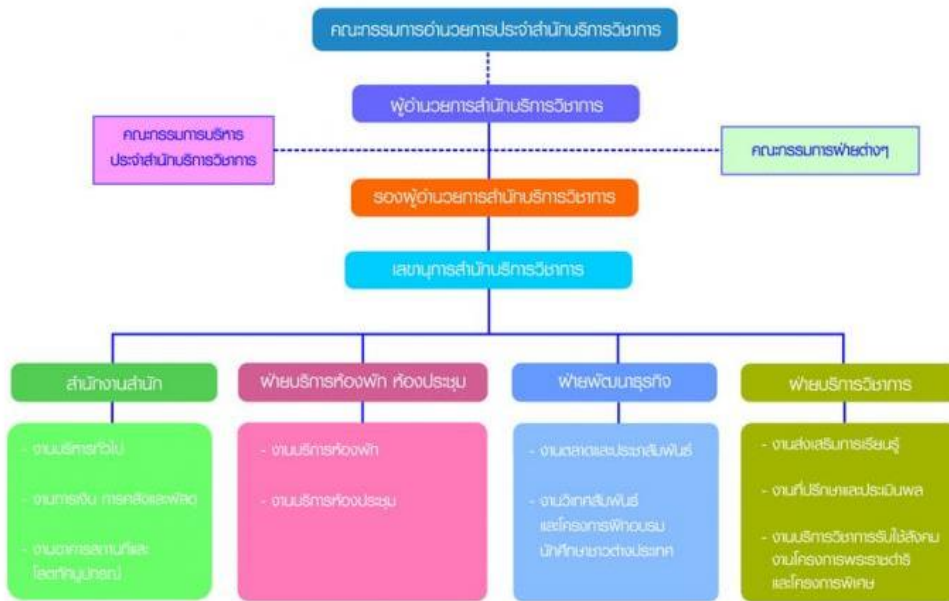 คณะกรรมการอำนวยการประจำสำนักบริการวิชาการ
ผู้อำนวยการสำนักบริการวิชาการ
คณะกรรมการบริหาร
ประจำสำนักบริการวิชาการ
คณะกรรมการฝ่ายต่างๆ
รองผู้อำนวยการสำนักบริการวิชาการ
เลขานุการสำนักบริการวิชาการ
สำนักงานสำนัก
- งานบริหารทั่วไป
- งานการเงิน การคลังและพัสดุ
- งานอาคารสถานที่และ
โสตทัศนูปกรณ์
ฝ่ายบริการห้องพัก ห้องประชุม
- งานบริการห้องพัก
- งานบริการห้องประชุม
ฝ่ายพัฒนาธุรกิจ
- งานตลาดและประชาสัมพันธ์
- งานวิเทศสัมพันธ์
และโครงการฝึกอบรม
นักศึกษาชาวต่างประเทศ
ฝ่ายบริการวิชาการ
- งานส่งเสริมการเรียนรู้
- งานที่ปรึกษาและประเมินผล
- งานบริการวิชาการรับใช้สังคม
งานโครงการพระราชดำริ
และโครงการพิเศษ